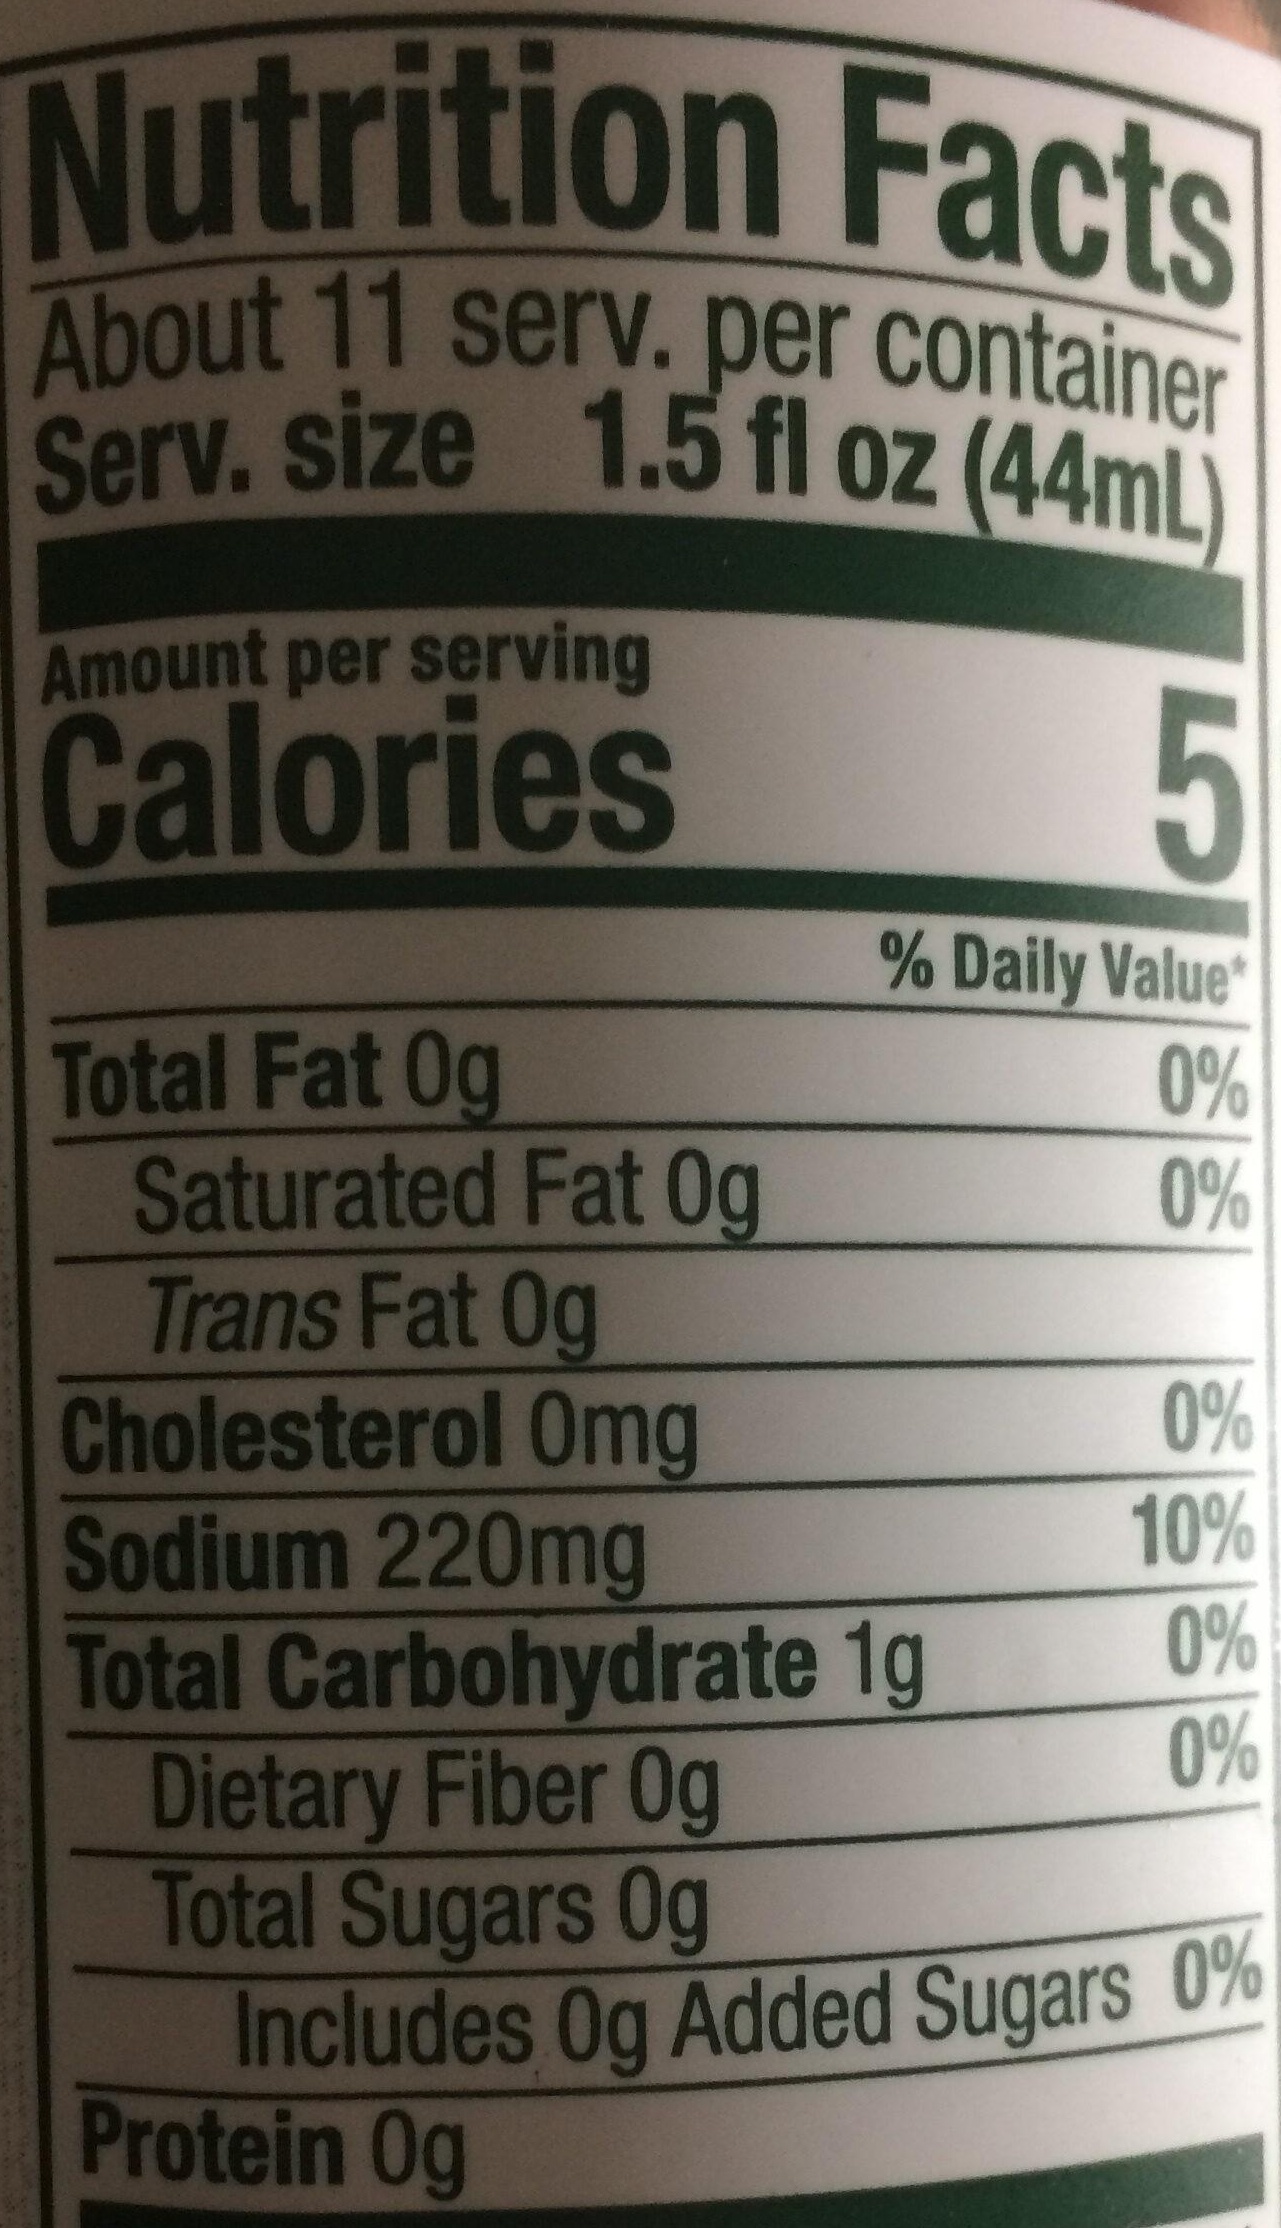 Nutrition Facts
About 11 serv. per container
Serv. size 1.5 fl oz (44mL)
Amount per serving
Calories 5
% Daily Value*
Total Fat 0g 0%
Saturated Fat 0g 0%
Trans Fat 0g
Cholesterol 0mg 0%
Sodium 220mg 10%
Total Carbohydrate 1g 0%
Dietary Fiber 0g 0%
Total Sugars 0g
Includes 0g Added Sugars 0%
Protein 0g